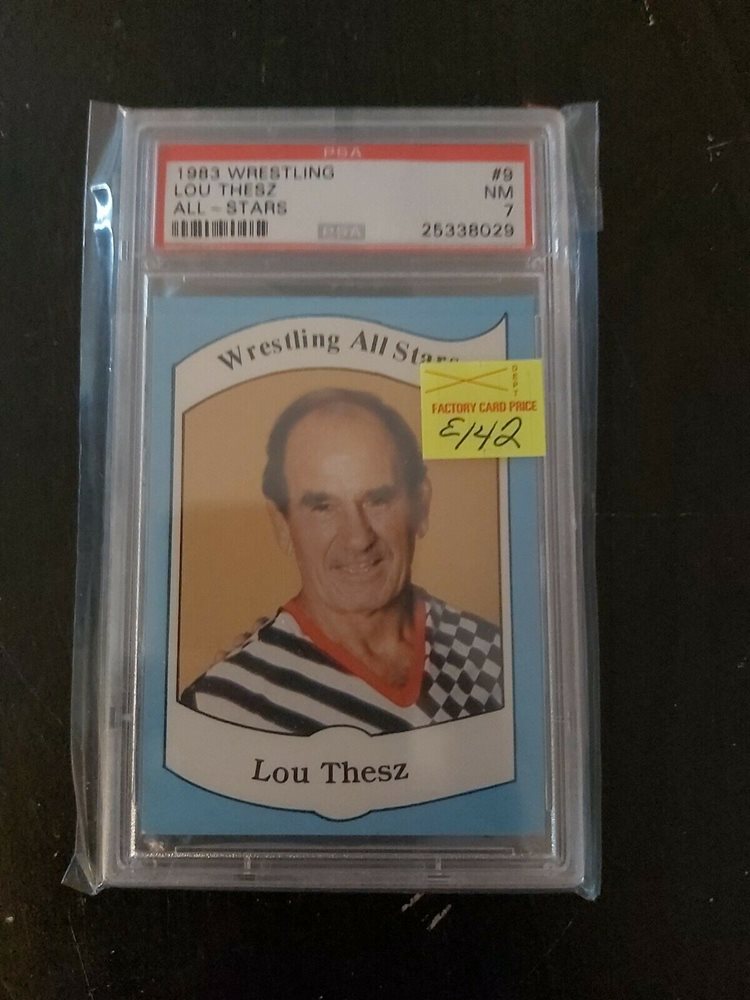 PSA
1983 WRESTLING #9
LOU THESZ NM
ALL - STARS 7
PSA 25338029
Wrestling All Stars
DEPT
FACTORY CARD PRICE
E142
Lou Thesz